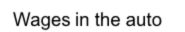 Wages in the auto